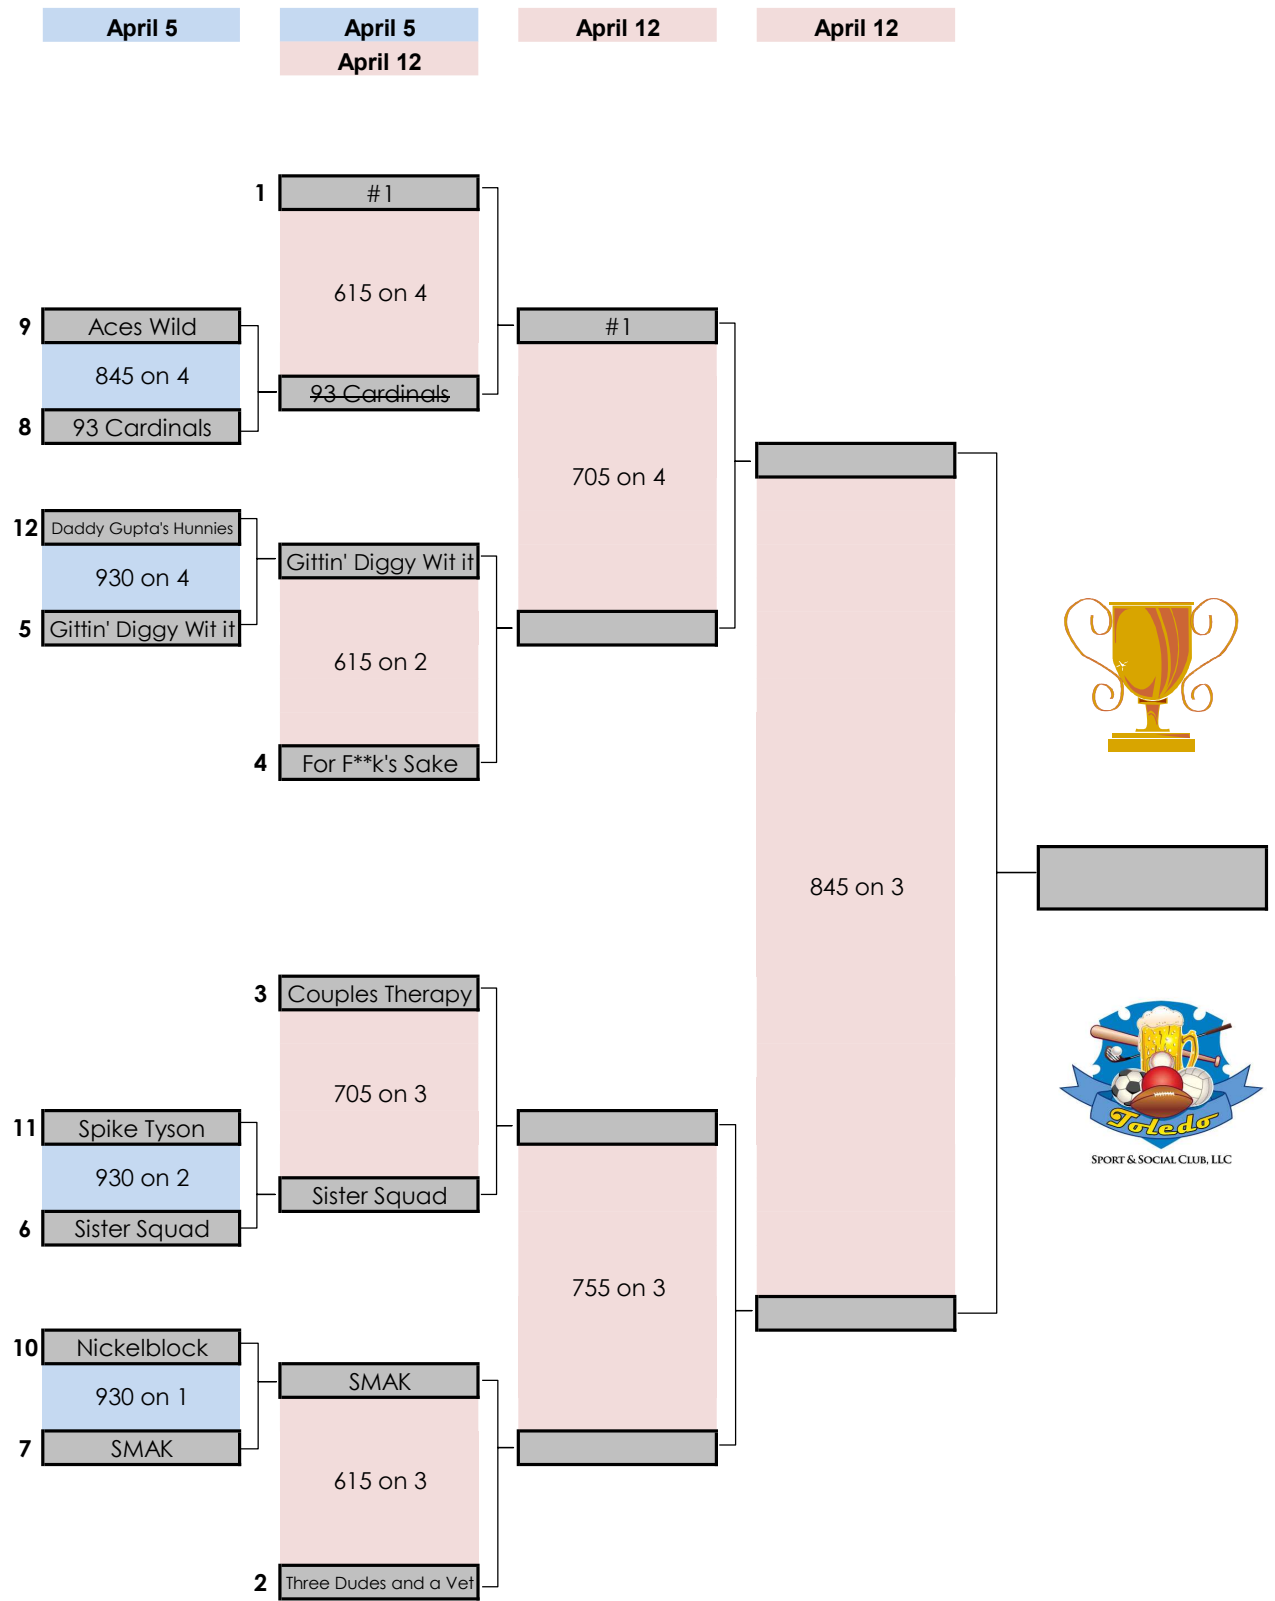 April 5
April 5
April 12
April 12
April 12
1
#1
615 on 4
9
Aces Wild
#1
845 on 4
93 Cardinals
8
93 Cardinals
705 on 4
12
Daddy Gupta's Hunnies
Gittin' Diggy Wit it
930 on 4
5
Gittin' Diggy Wit it
615 on 2
4
For F**k's Sake
845 on 3
3
Couples Therapy
705 on 3
11
Spike Tyson
930 on 2
Sister Squad
6
Sister Squad
Toledo
SPORT & SOCIAL CLUB, LLC
755 on 3
10
Nickelblock
SMAK
930 on 1
7
SMAK
615 on 3
2
Three Dudes and a Vet